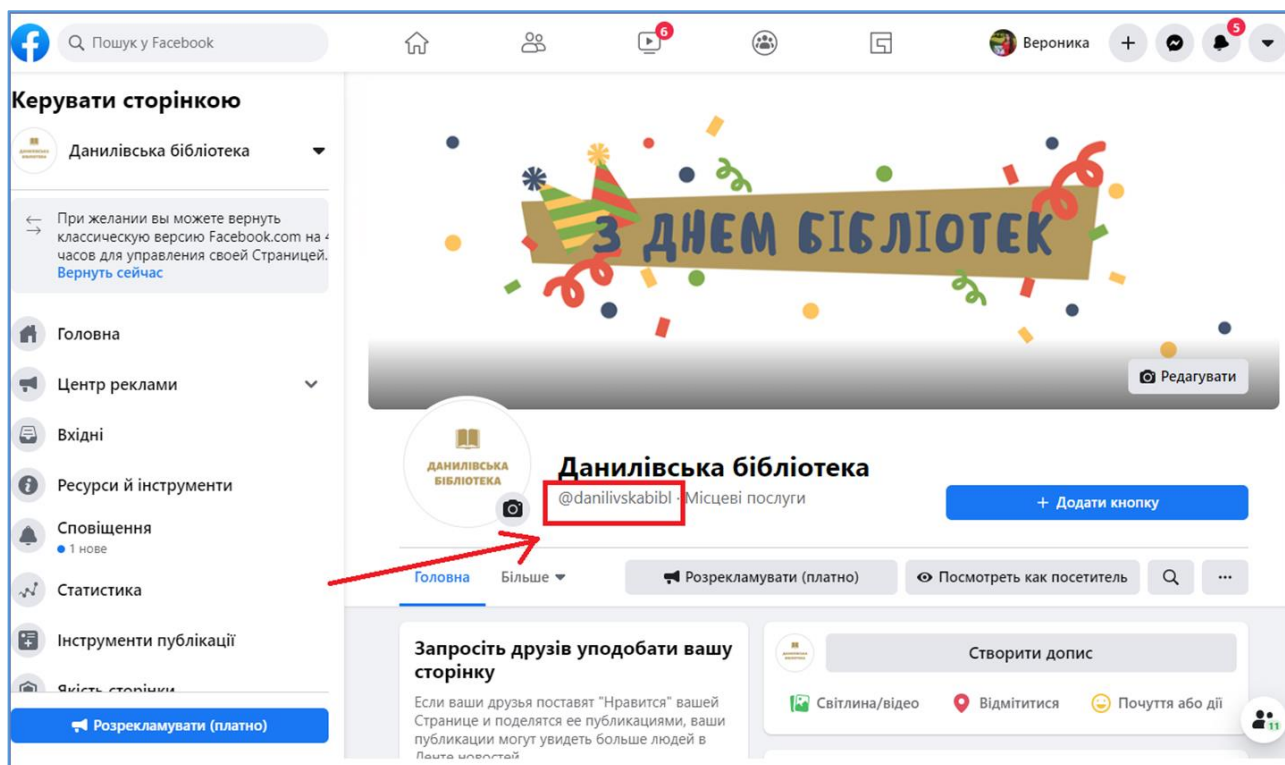 Пошук у Facebook
6
Вероника
5
Керувати сторінкою
Данилівська бібліотека
При желании вы можете вернуть
классическую версию Facebook.com на
часов для управления своей Страницей.
Вернуть сейчас
Головна
Центр реклами
Вхідні
Ресурси й інструменти
Сповіщення
1 нове
Статистика
Інструменти публікації
Якість сторінки
Розрекламувати (платно)
З ДНЕМ БІБЛІОТЕК
Редагувати
ДАНИЛІВСЬКА
БІБЛІОТЕКА
Данилівська бібліотека
@danilivskabibl · Місцеві послуги
+ Додати кнопку
Головна
Більше
Розрекламувати (платно)
Посмотреть как посетитель
Запросіть друзів уподобати вашу
сторінку
Если ваши друзья поставят "Нравится" вашей
Странице и поделятся ее публикациями, ваши
публикации могут увидеть больше людей в
Ленте новостей.
Створити допис
Світлина/відео
Відмітитися
Почуття або дії
11